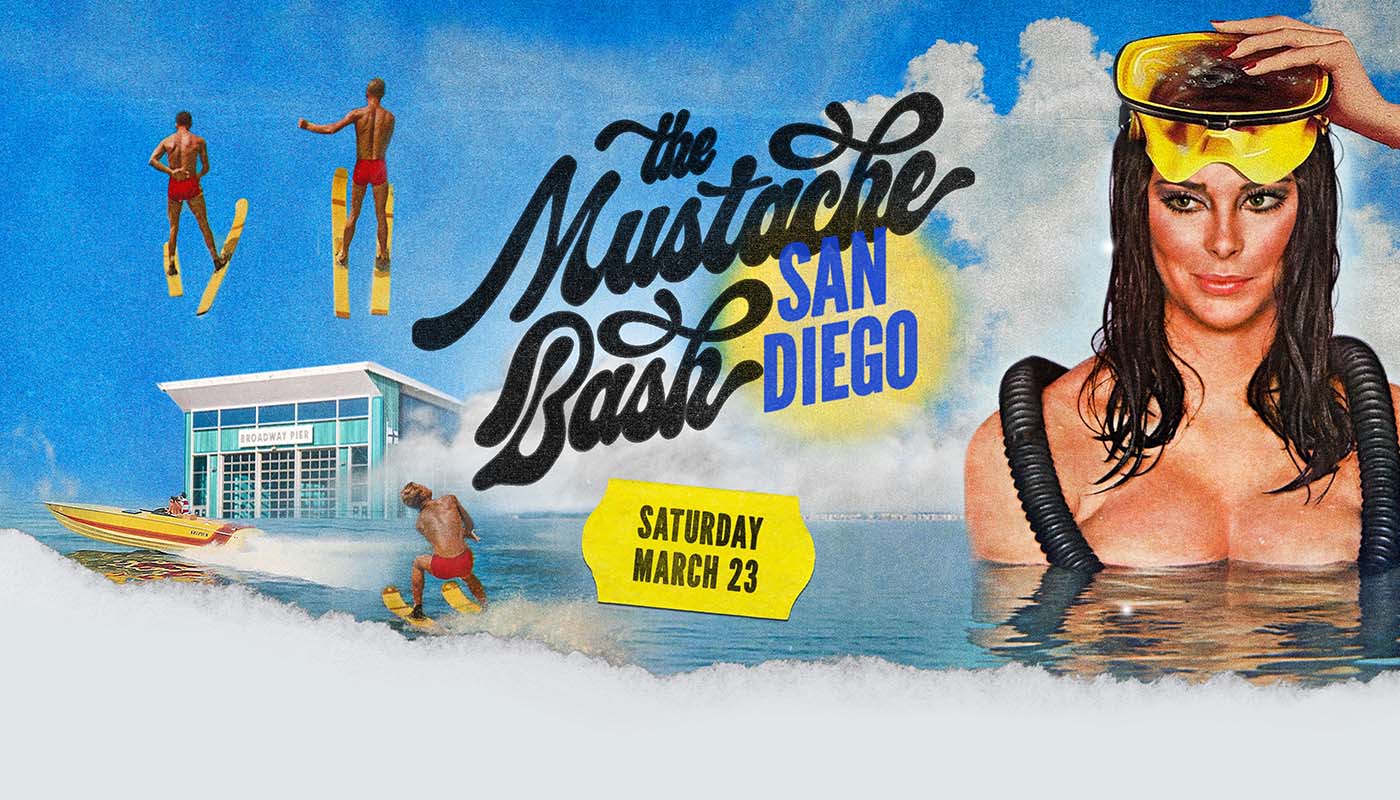 the
Mustache
Bash
SAN
DIEGO
BROADWAY PIER
SATURDAY
MARCH 23